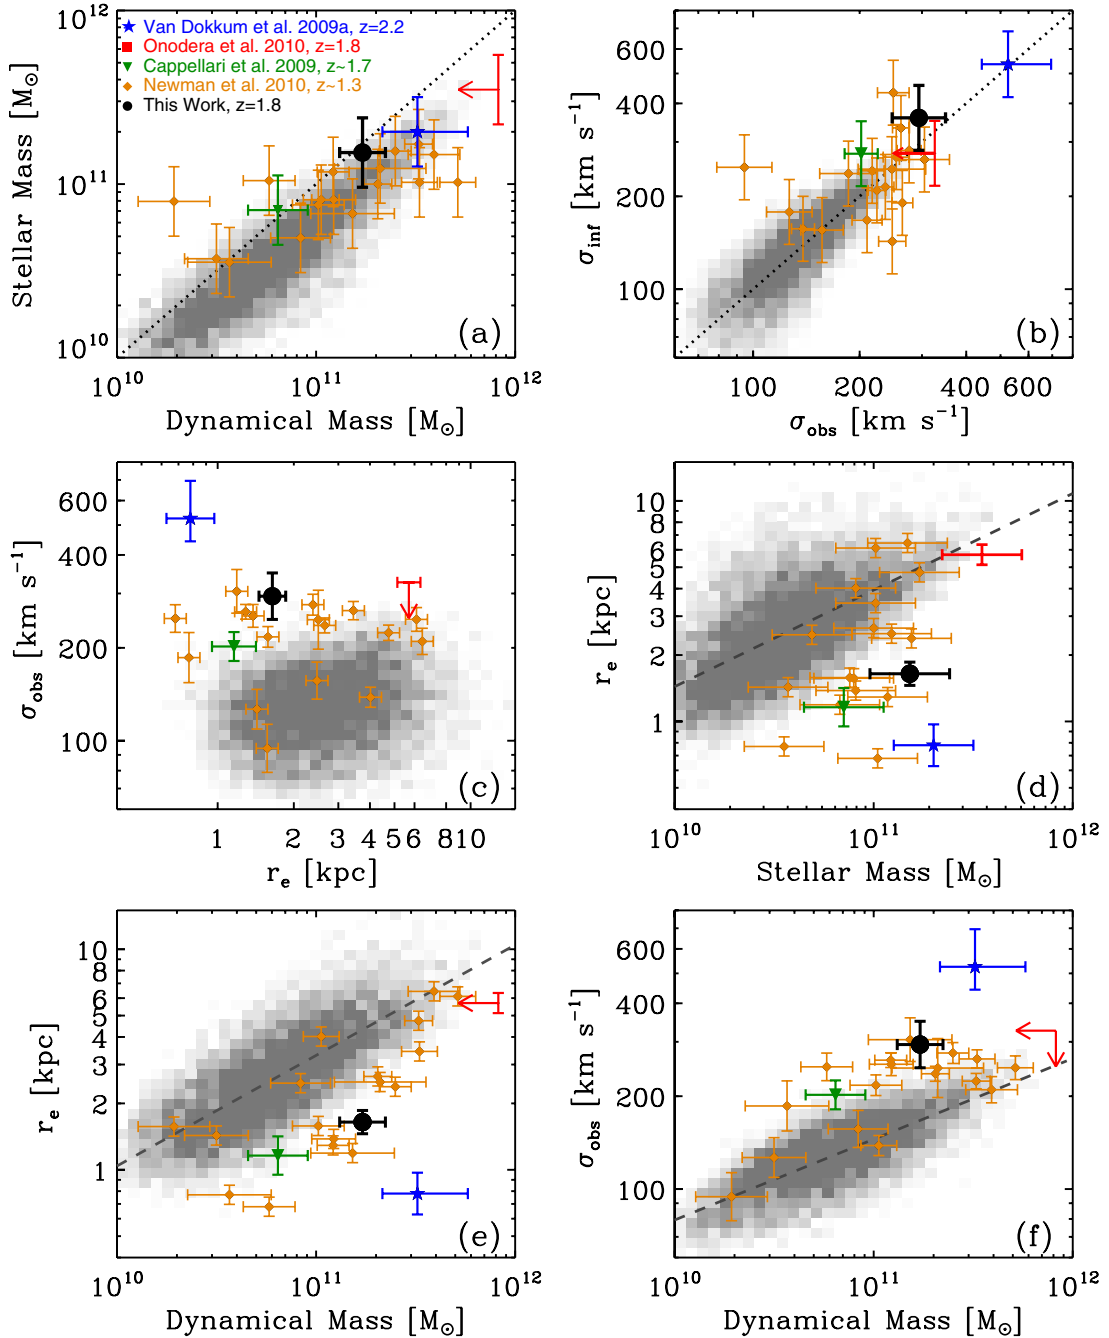 Van Dokkum et al. 2009a, z=2.2
Onodera et al. 2010, z=1.8
Cappellari et al. 2009, z~1.7
Newman et al. 2010, z~1.3
This Work, z=1.8
10¹²
10¹¹
10¹⁰
Stellar Mass [M☉]
(a)
10¹⁰ 10¹¹ 10¹²
Dynamical Mass [M☉]
600
400
200
100
σinf [km s⁻¹]
(b)
100 200 400 600
σobs [km s⁻¹]
600
400
200
100
σobs [km s⁻¹]
(c)
1 2 3 4 5 6 8 10
re [kpc]
10
8
6
5
4
3
2
1
re [kpc]
(d)
10¹⁰ 10¹¹ 10¹²
Stellar Mass [M☉]
10
8
6
5
4
3
2
1
re [kpc]
(e)
10¹⁰ 10¹¹ 10¹²
Dynamical Mass [M☉]
600
400
200
100
σobs [km s⁻¹]
(f)
10¹⁰ 10¹¹ 10¹²
Dynamical Mass [M☉]